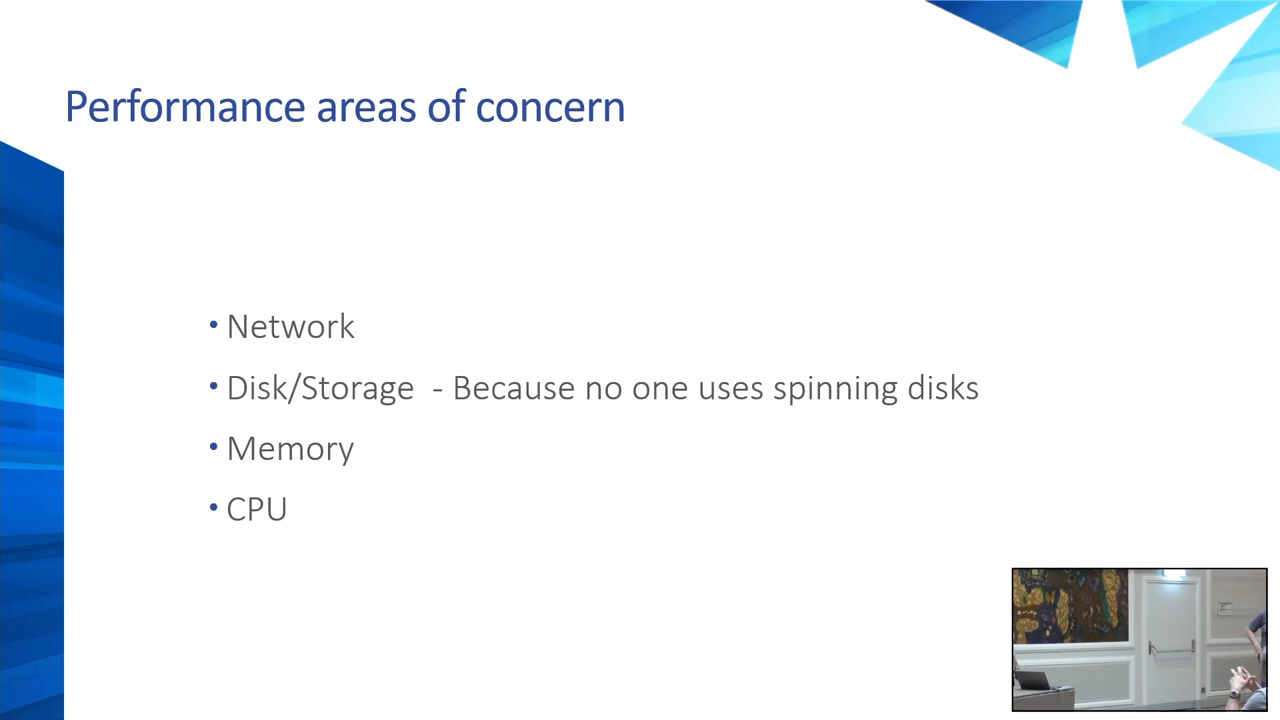 Performance areas of concern
• Network
• Disk/Storage - Because no one uses spinning disks
• Memory
• CPU